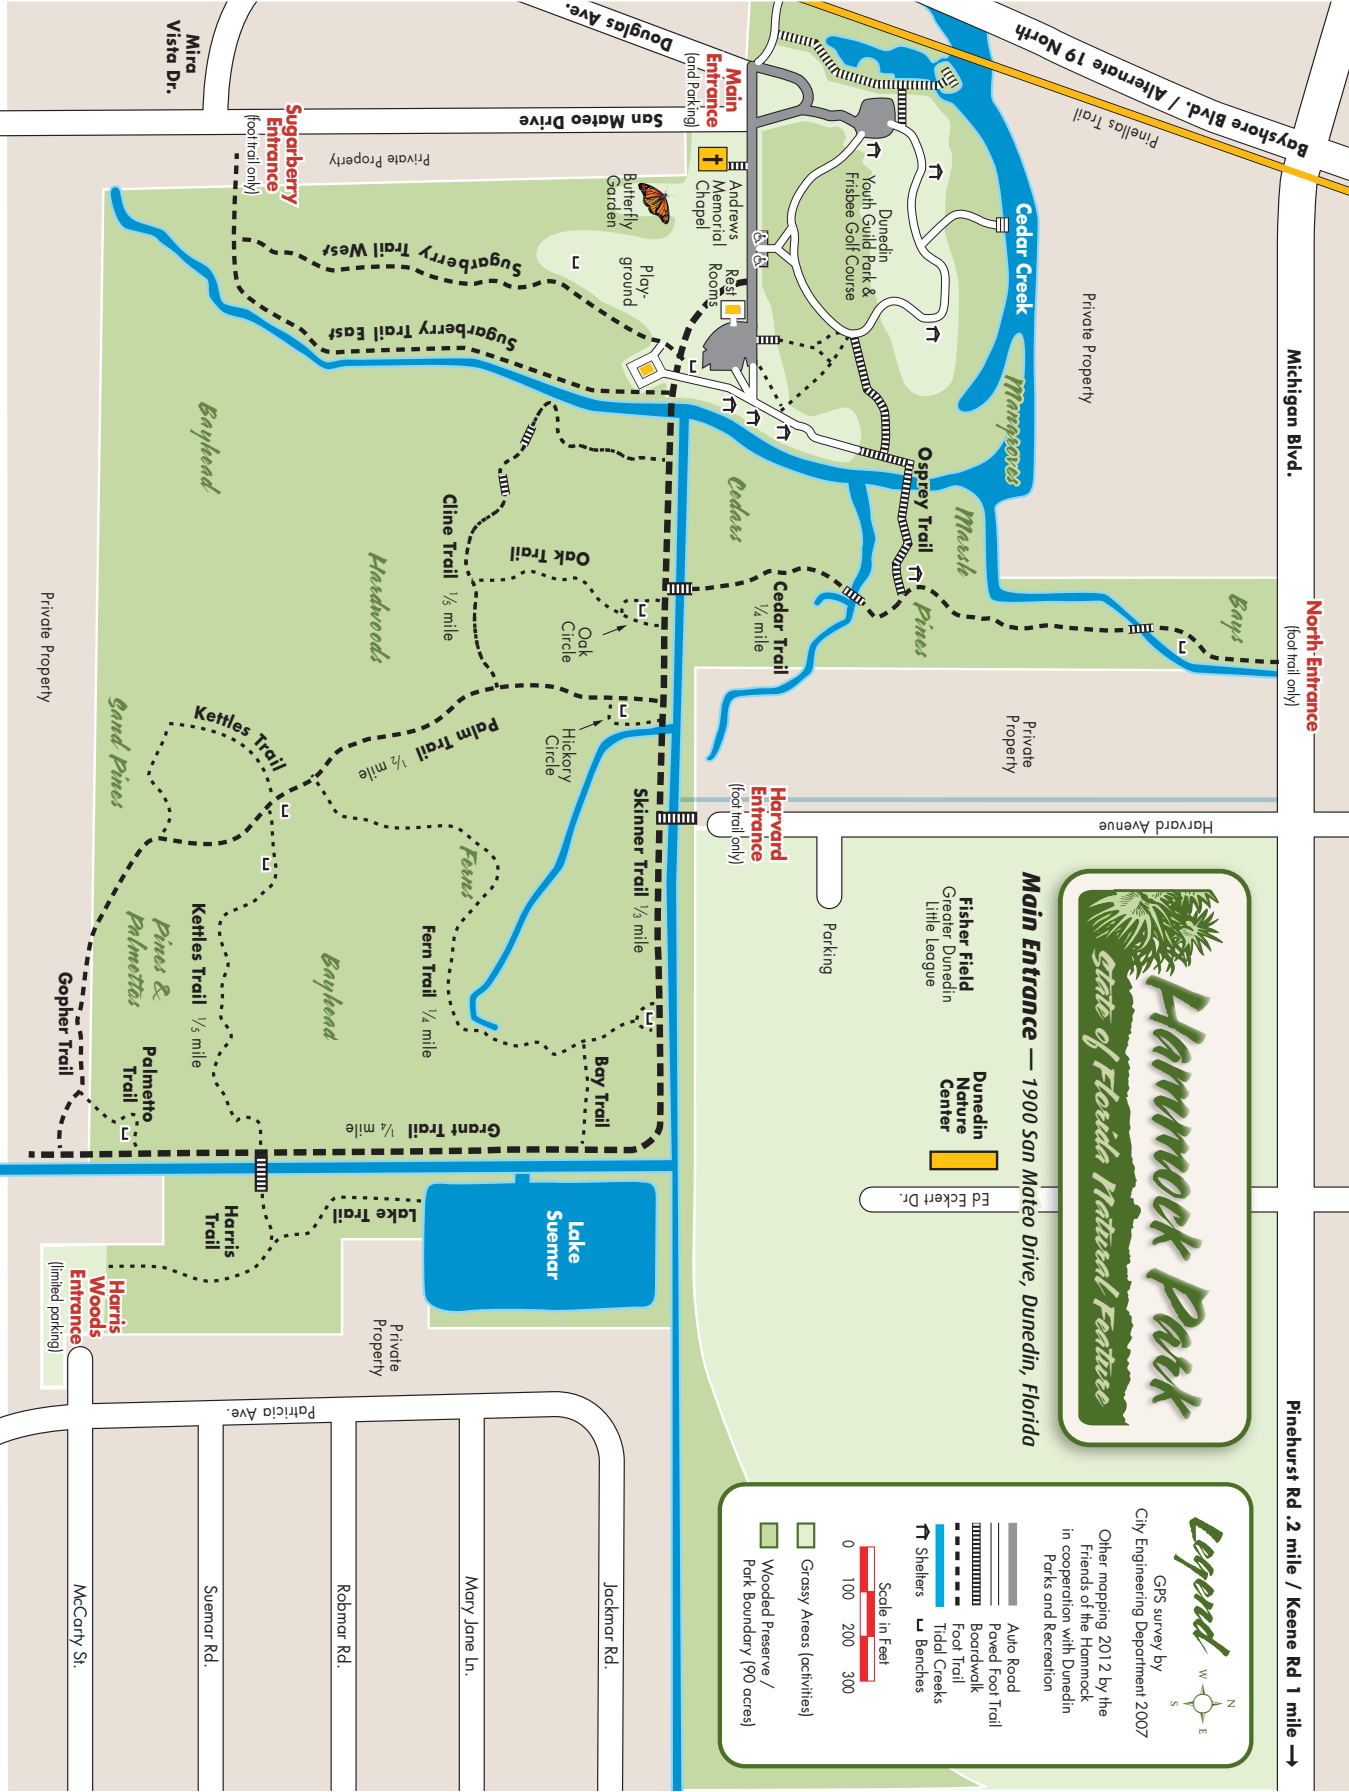 Hammock Park
State of Florida Natural Feature
Main Entrance — 1900 San Mateo Drive, Dunedin, Florida
Legend
N
W
E
S
GPS survey by
City Engineering Department 2007
Other mapping 2012 by the
Friends of the Hammock
in cooperation with Dunedin
Parks and Recreation
Auto Road
Paved Foot Trail
Boardwalk
Foot Trail
Tidal Creeks
Shelters
Benches
Scale in Feet
0 100 200 300
Grassy Areas (activities)
Wooded Preserve /
Park Boundary (90 acres)
Bayshore Blvd. / Alternate 19 North
Pinellas Trail
Michigan Blvd.
Pinehurst Rd .2 mile / Keene Rd 1 mile →
North Entrance
(foot trail only)
Bays
Private Property
Cedar Creek
Mangroves
Marsh
Pines
Osprey Trail
Cedar Trail
1/4 mile
Cedars
Dunedin
Youth Guild Park &
Frisbee Golf Course
Private
Property
Harvard Avenue
Harvard
Entrance
(foot trail only)
Parking
Fisher Field
Greater Dunedin
Little League
Dunedin
Nature
Center
Ed Eckert Dr.
Douglas Ave.
Main
Entrance
(and Parking)
San Mateo Drive
Mira
Vista Dr.
Sugarberry
Entrance
(foot trail only)
Private Property
Andrews
Memorial
Chapel
Butterfly
Garden
Play-
ground
Rest
Rooms
Sugarberry Trail West
Sugarberry Trail East
Bayhead
Hardwoods
Cline Trail 1/5 mile
Oak Trail
Oak
Circle
Hickory
Circle
Palm Trail 1/2 mile
Skinner Trail 1/3 mile
Kettles Trail
Sand Pines
Private Property
Ferns
Fern Trail 1/4 mile
Kettles Trail 1/5 mile
Pines &
Palmettos
Bayhead
Gopher Trail
Palmetto
Trail
Bay Trail
Grant Trail 1/4 mile
Lake Trail
Harris
Trail
Lake
Suemar
Harris
Woods
Entrance
(limited parking)
Private
Property
Patricia Ave.
Jackmar Rd.
Mary Jane Ln.
Robmar Rd.
Suemar Rd.
McCarty St.